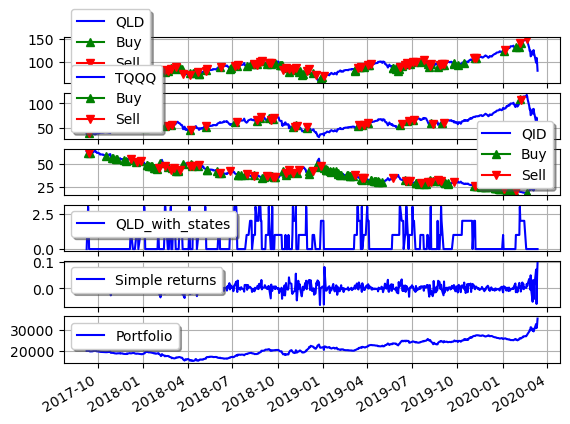 QLD
Buy
Sell
150
100
TQQQ
Buy
Sell
100
50
QID
Buy
Sell
50
25
QLD_with_states
2.5
0.0
Simple returns
0.1
0.0
Portfolio
30000
20000
2017-10 2018-01 2018-04 2018-07 2018-10 2019-01 2019-04 2019-07 2019-10 2020-01 2020-04